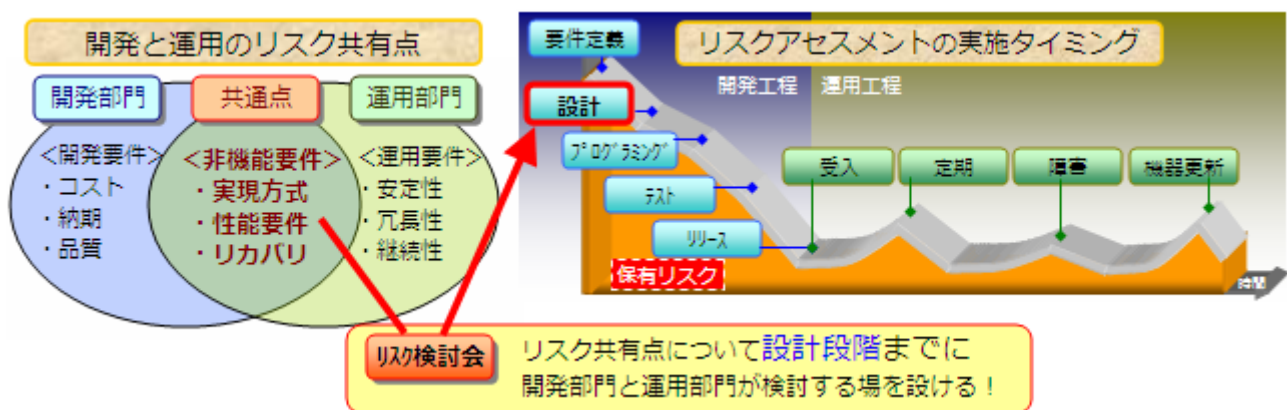 開発と運用のリスク共有点
開発部門
共通点
運用部門
<開発要件>
・コスト
・納期
・品質
<非機能要件>
・実現方式
・性能要件
・リカバリ
<運用要件>
・安定性
・冗長性
・継続性
リスクアセスメントの実施タイミング
開発工程
運用工程
要件定義
設計
プログラミング
テスト
リリース
受入
定期
障害
機器更新
保有リスク
時間
リスク検討会
リスク共有点について設計段階までに
開発部門と運用部門が検討する場を設ける！